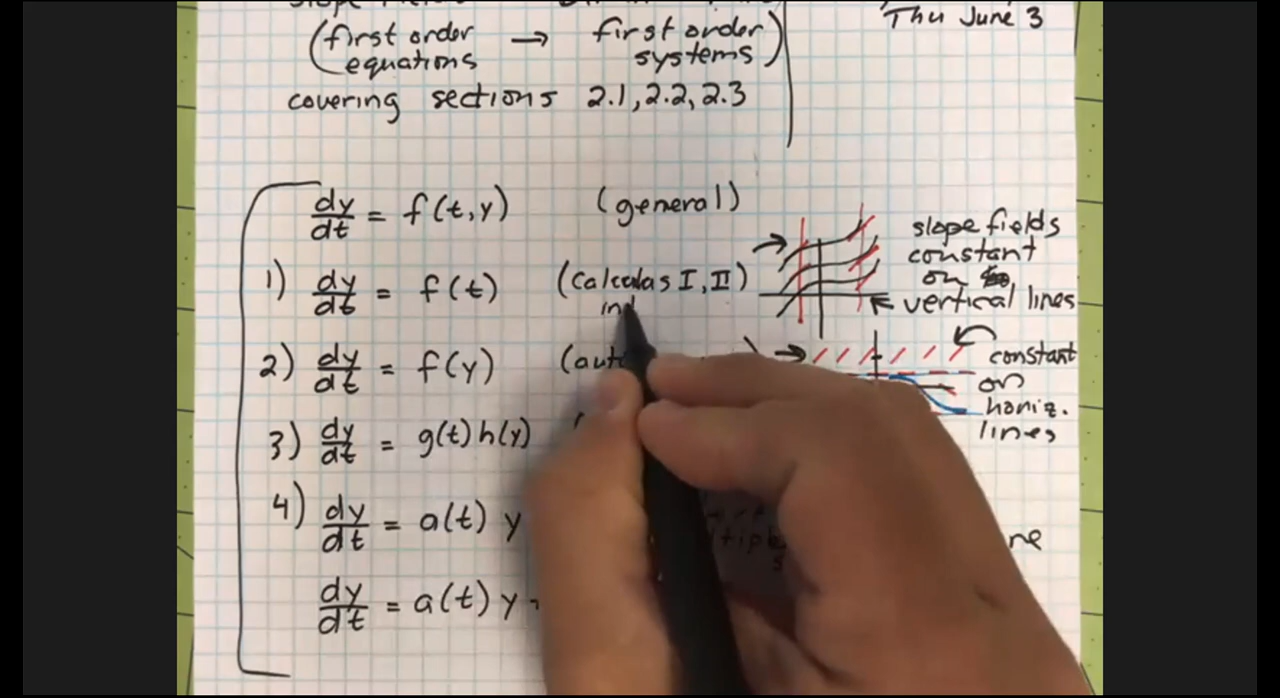 Thu June 3
(first order → first order)
equations systems
covering sections 2.1, 2.2, 2.3
dy/dt = f(t,y) (general)
slope fields
constant
on
vertical lines
1) dy/dt = f(t) (Calculas I, II)
2) dy/dt = f(y)
constant
on
horiz.
lines
3) dy/dt = g(t) h(y)
4) dy/dt = a(t) y
dy/dt = a(t) y